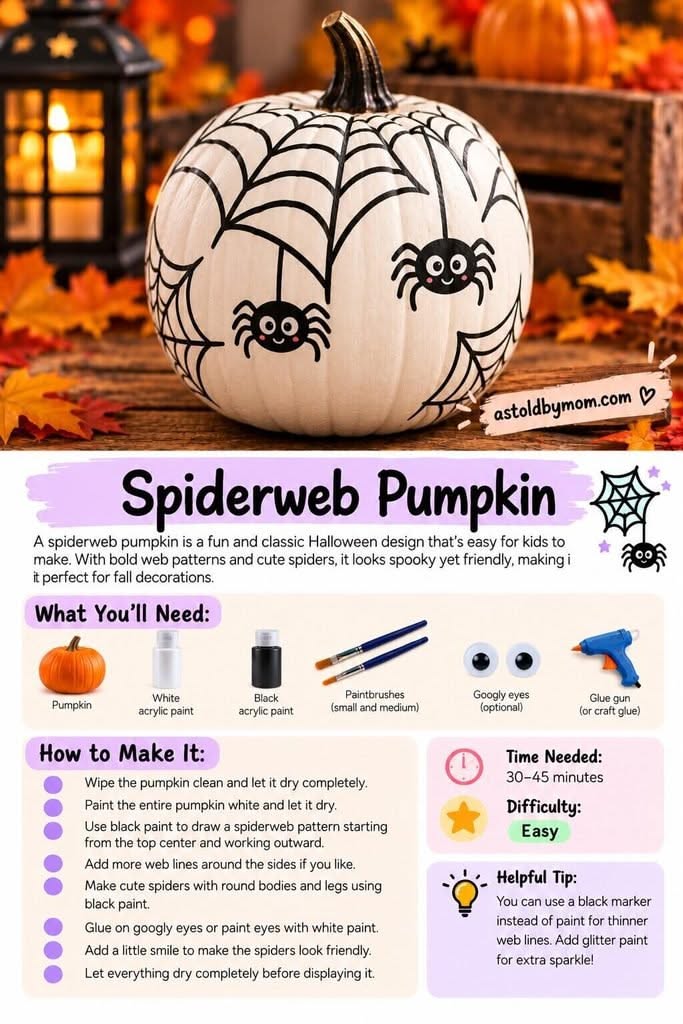 astoldbymom.com
Spiderweb Pumpkin
A spiderweb pumpkin is a fun and classic Halloween design that's easy for kids to
make. With bold web patterns and cute spiders, it looks spooky yet friendly, making i
it perfect for fall decorations.
What You'll Need:
Pumpkin
White
acrylic paint
Black
acrylic paint
Paintbrushes
(small and medium)
Googly eyes
(optional)
Glue gun
(or craft glue)
How to Make It:
Wipe the pumpkin clean and let it dry completely.
Paint the entire pumpkin white and let it dry.
Use black paint to draw a spiderweb pattern starting
from the top center and working outward.
Add more web lines around the sides if you like.
Make cute spiders with round bodies and legs using
black paint.
Glue on googly eyes or paint eyes with white paint.
Add a little smile to make the spiders look friendly.
Let everything dry completely before displaying it.
Time Needed:
30–45 minutes
Difficulty:
Easy
Helpful Tip:
You can use a black marker
instead of paint for thinner
web lines. Add glitter paint
for extra sparkle!